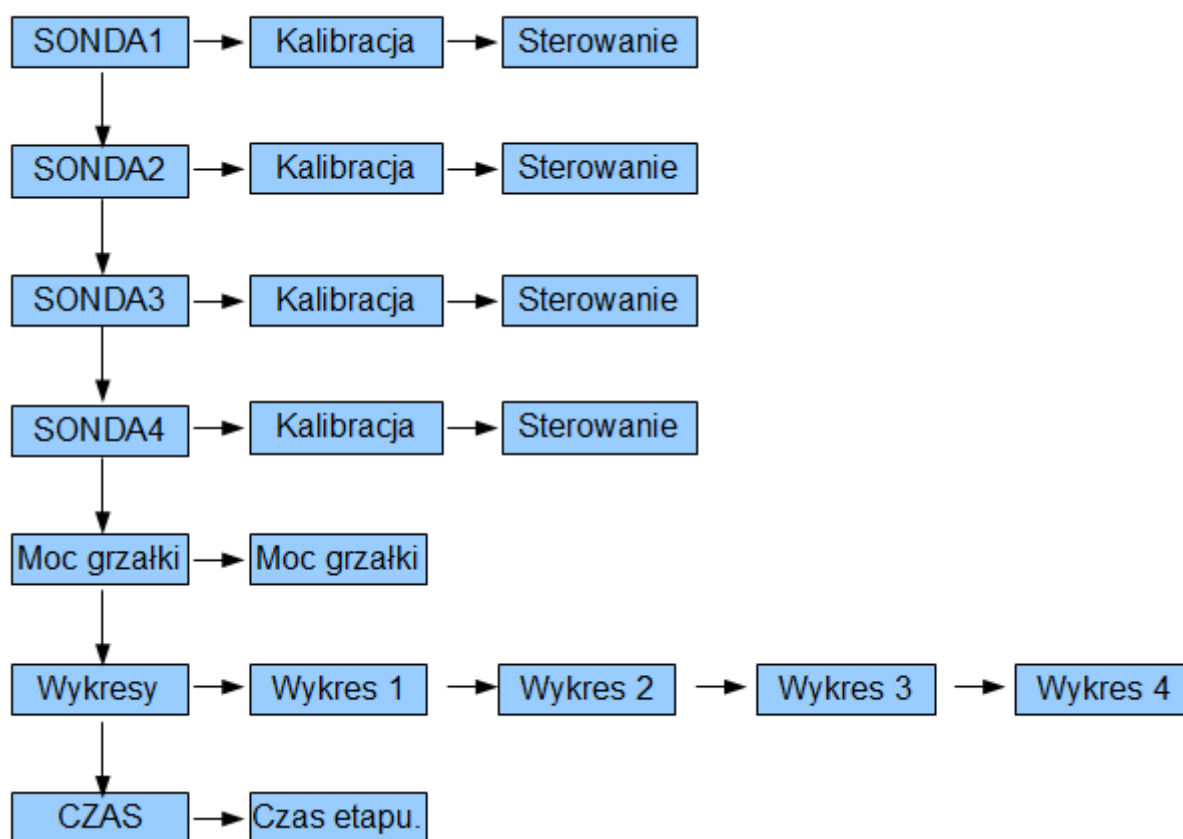 SONDA1 Kalibracja Sterowanie
SONDA2 Kalibracja Sterowanie
SONDA3 Kalibracja Sterowanie
SONDA4 Kalibracja Sterowanie
Moc grzałki Moc grzałki
Wykresy Wykres 1 Wykres 2 Wykres 3 Wykres 4
CZAS Czas etapu.